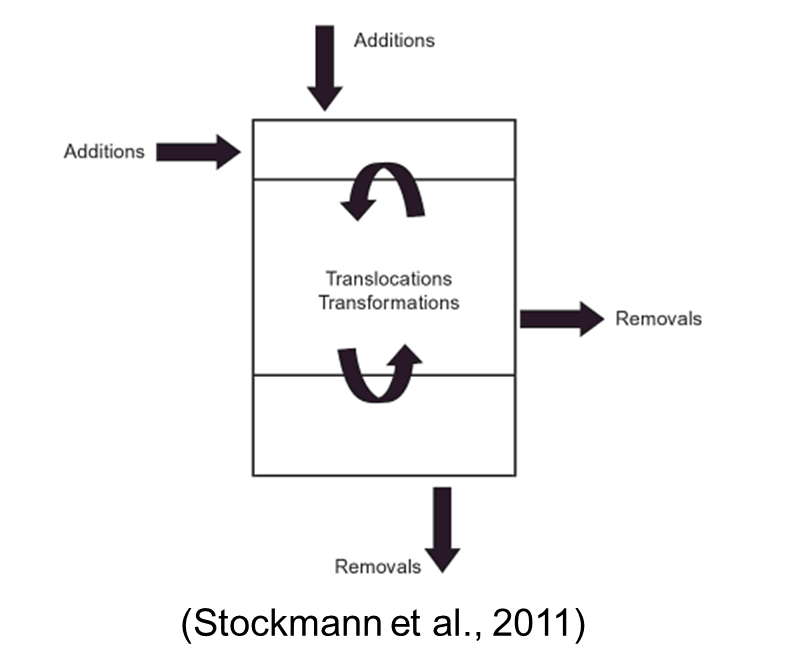 Additions
Additions
Translocations
Transformations
Removals
Removals
(Stockmann et al., 2011)